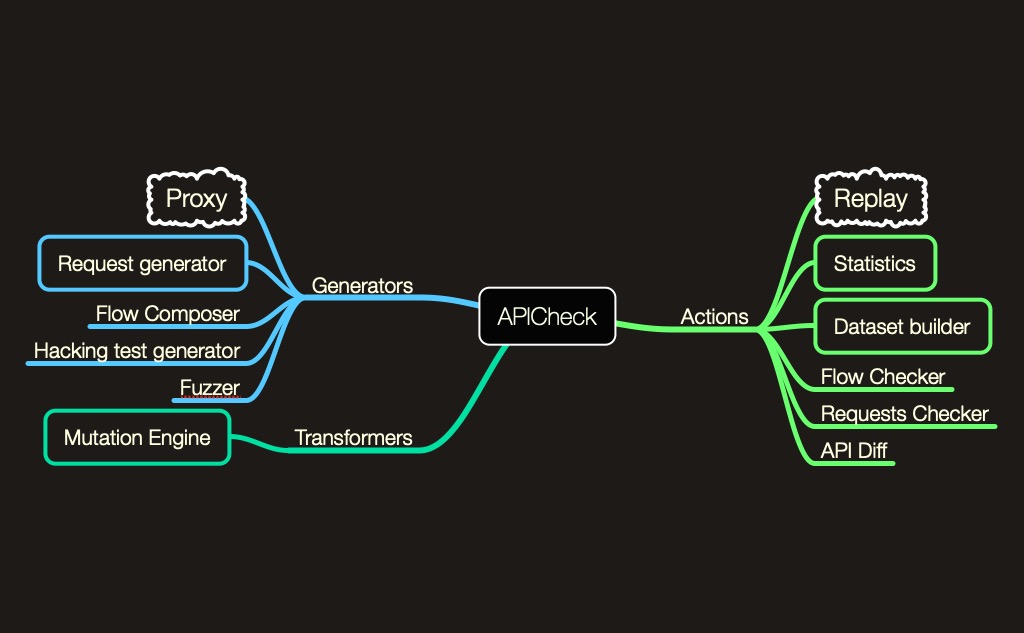 Proxy
Request generator
Flow Composer
Hacking test generator
Fuzzer
Generators
Mutation Engine
Transformers
APICheck
Actions
Replay
Statistics
Dataset builder
Flow Checker
Requests Checker
API Diff